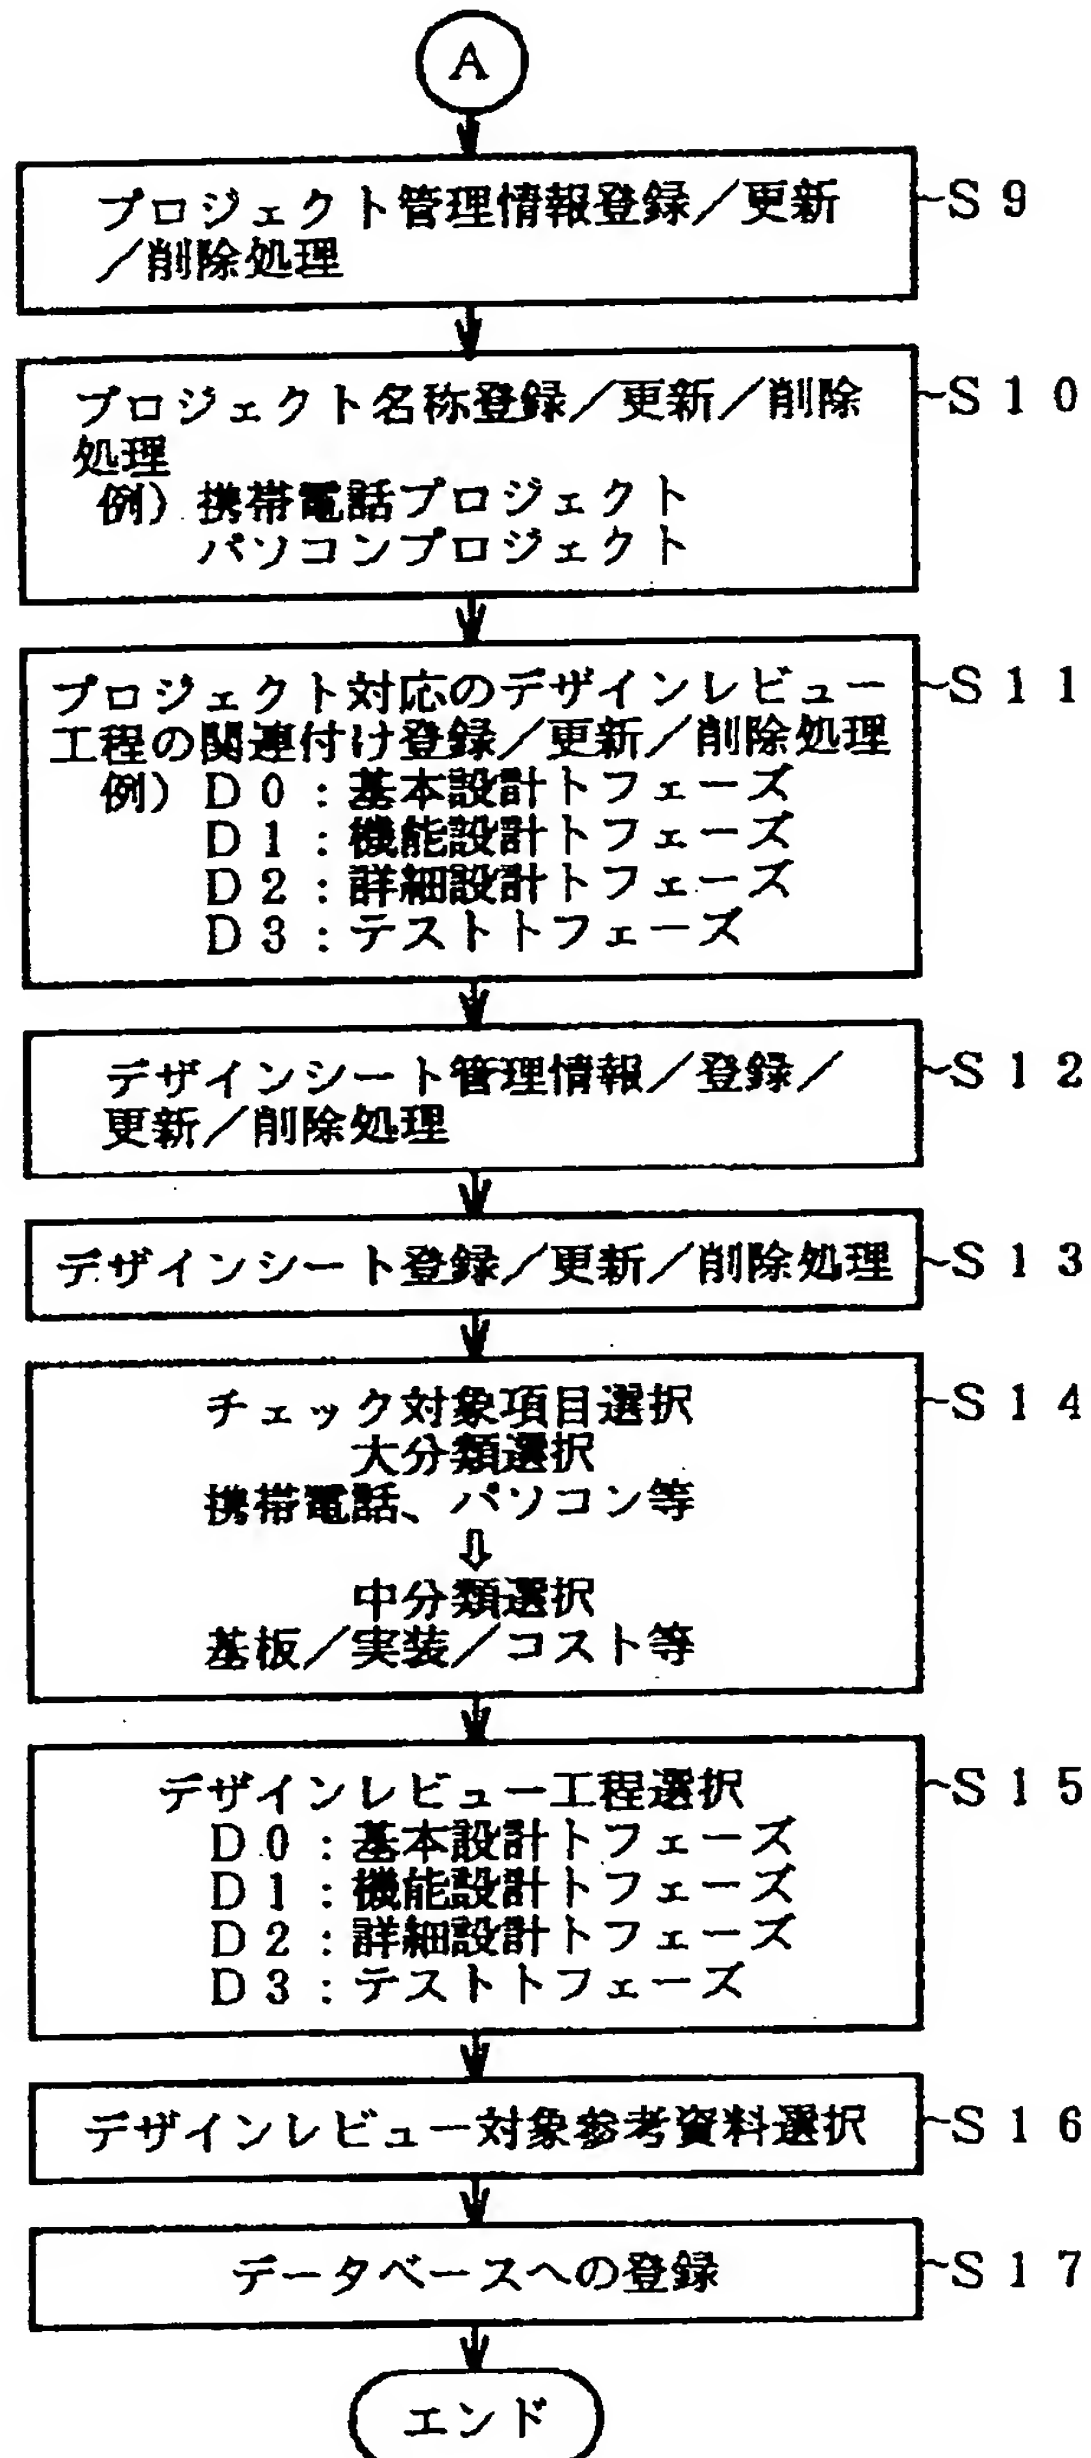 A
プロジェクト管理情報登録／更新
／削除処理
～S 9
プロジェクト名称登録／更新／削除
処理
例）携帯電話プロジェクト
パソコンプロジェクト
～S 1 0
プロジェクト対応のデザインレビュー
工程の関連付け登録／更新／削除処理
例）D 0：基本設計トフェーズ
D 1：機能設計トフェーズ
D 2：詳細設計トフェーズ
D 3：テストトフェーズ
～S 1 1
デザインシート管理情報／登録／
更新／削除処理
～S 1 2
デザインシート登録／更新／削除処理
～S 1 3
チェック対象項目選択
大分類選択
携帯電話、パソコン等
⇩
中分類選択
基板／実装／コスト等
～S 1 4
デザインレビュー工程選択
D 0：基本設計トフェーズ
D 1：機能設計トフェーズ
D 2：詳細設計トフェーズ
D 3：テストトフェーズ
～S 1 5
デザインレビュー対象参考資料選択
～S 1 6
データベースへの登録
～S 1 7
エンド